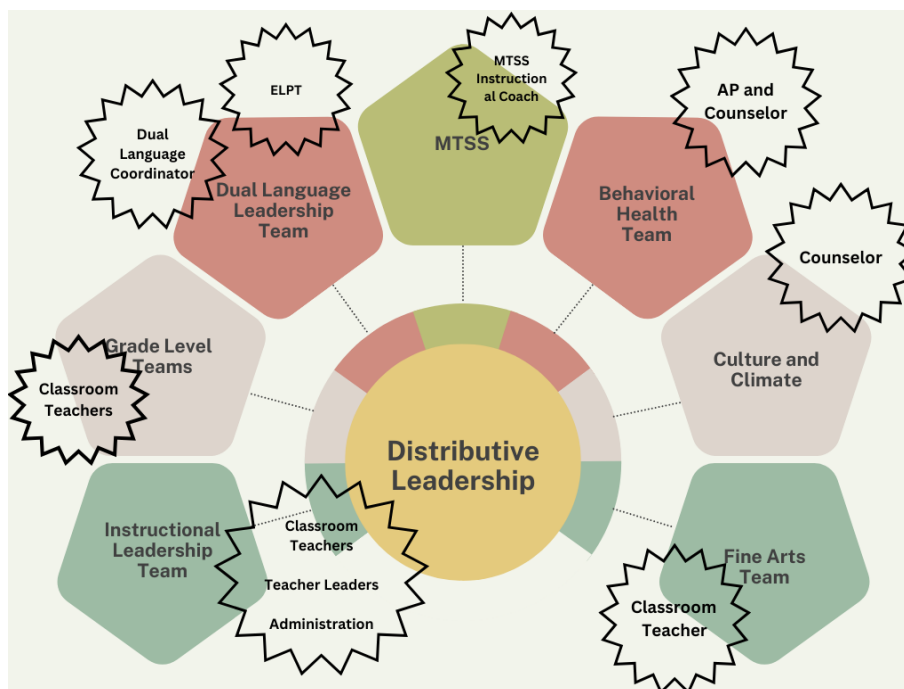 ELPT
MTSS
Instruction
al Coach
AP and
Counselor
Dual
Language
Coordinator
MTSS
Dual Language
Leadership
Team
Behavioral
Health
Team
Counselor
Grade Level
Teams
Culture and
Climate
Classroom
Teachers
Distributive
Leadership
Instructional
Leadership
Team
Classroom
Teachers
Teacher Leaders
Administration
Fine Arts
Team
Classroom
Teacher